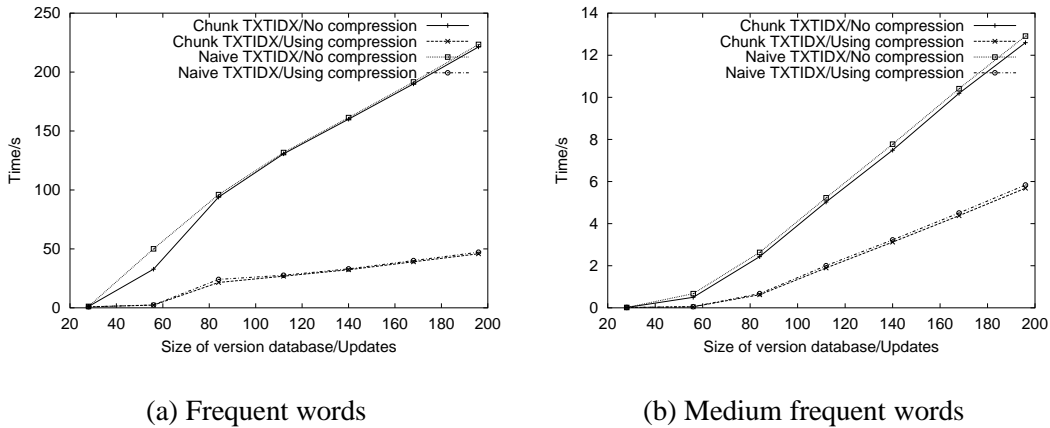 250
200
150
100
50
0
Time/s
Chunk TXTIDX/No compression
Chunk TXTIDX/Using compression
Naive TXTIDX/No compression
Naive TXTIDX/Using compression
20 40 60 80 100 120 140 160 180 200
Size of version database/Updates
(a) Frequent words
14
12
10
8
6
4
2
0
Time/s
Chunk TXTIDX/No compression
Chunk TXTIDX/Using compression
Naive TXTIDX/No compression
Naive TXTIDX/Using compression
20 40 60 80 100 120 140 160 180 200
Size of version database/Updates
(b) Medium frequent words